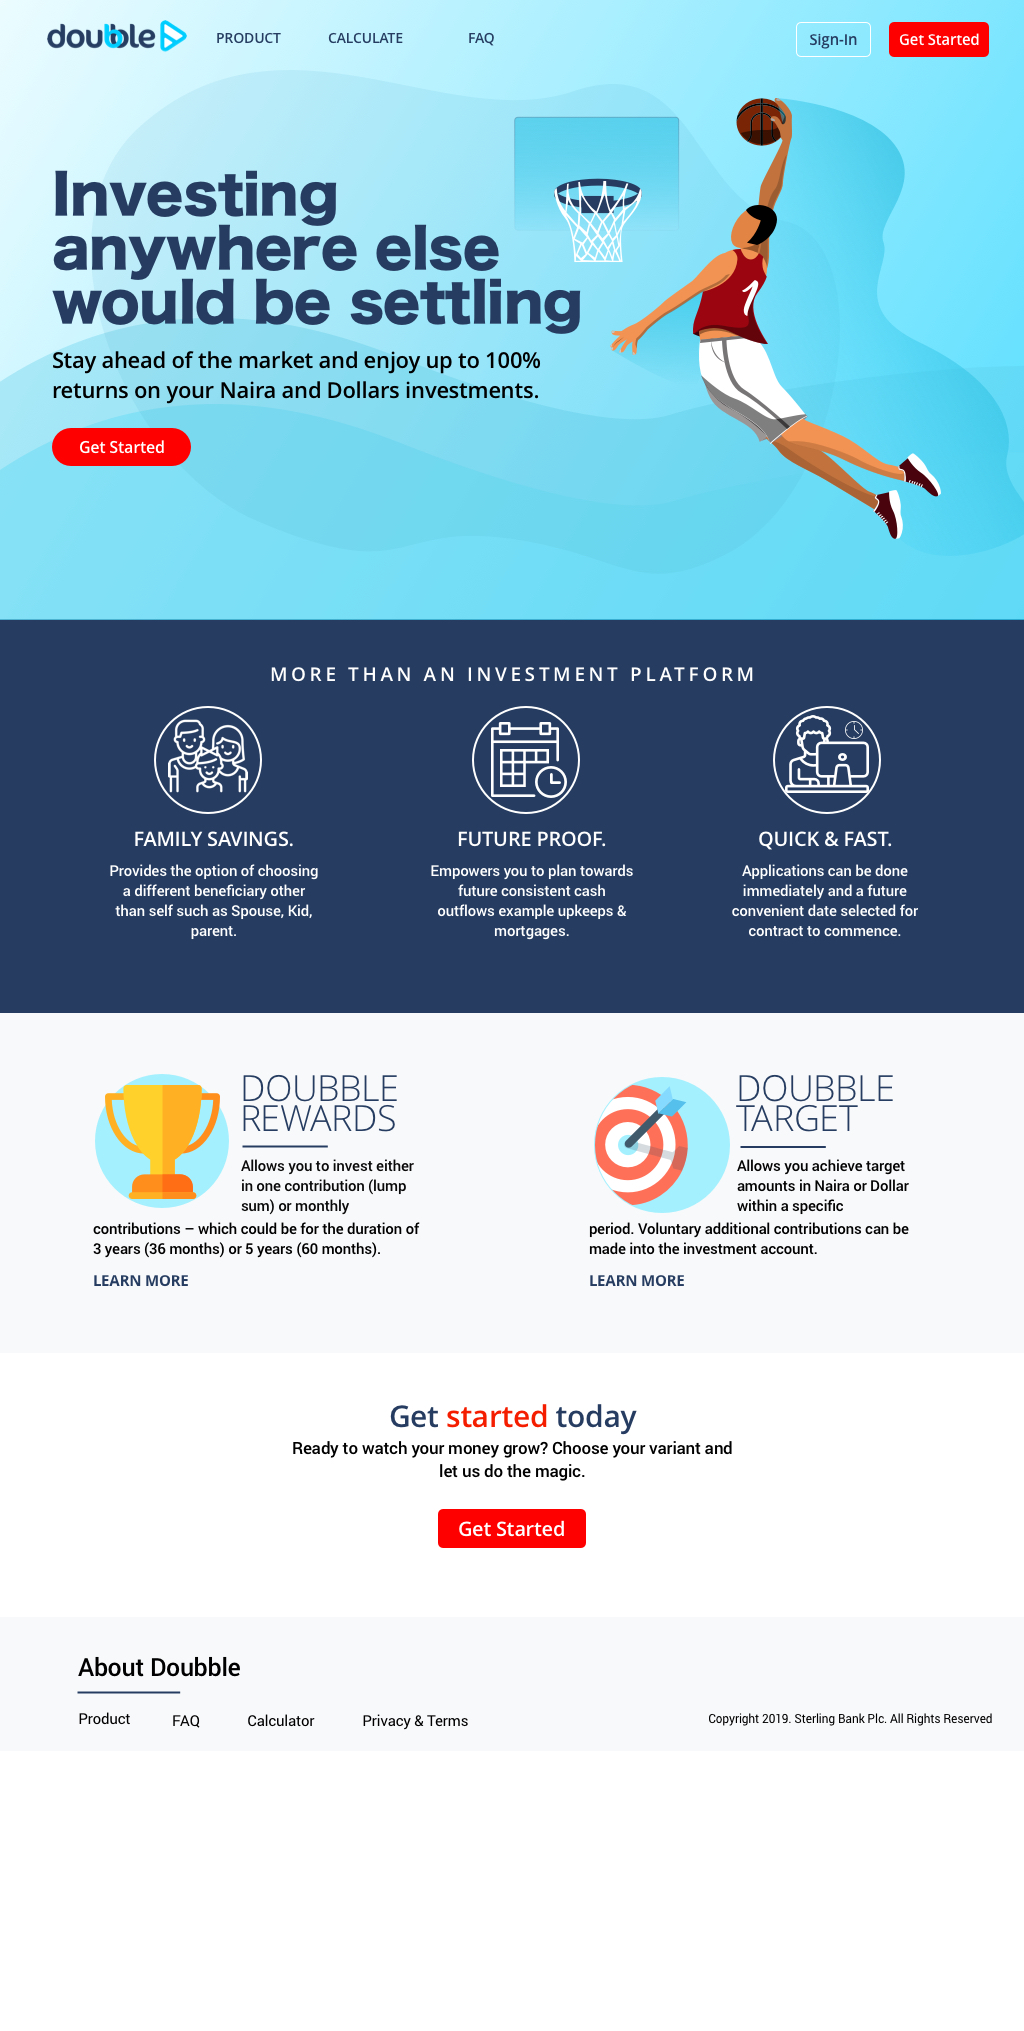 doubble
PRODUCT
CALCULATE
FAQ
Sign-In
Get Started
Investing
anywhere else
would be settling
Stay ahead of the market and enjoy up to 100%
returns on your Naira and Dollars investments.
Get Started
1
MORE THAN AN INVESTMENT PLATFORM
FAMILY SAVINGS.
Provides the option of choosing
a different beneficiary other
than self such as Spouse, Kid,
parent.
FUTURE PROOF.
Empowers you to plan towards
future consistent cash
outflows example upkeeps &
mortgages.
QUICK & FAST.
Applications can be done
immediately and a future
convenient date selected for
contract to commence.
DOUBBLE
REWARDS
Allows you to invest either
in one contribution (lump
sum) or monthly
contributions – which could be for the duration of
3 years (36 months) or 5 years (60 months).
LEARN MORE
DOUBBLE
TARGET
Allows you achieve target
amounts in Naira or Dollar
within a specific
period. Voluntary additional contributions can be
made into the investment account.
LEARN MORE
Get started today
Ready to watch your money grow? Choose your variant and
let us do the magic.
Get Started
About Doubble
Product
FAQ
Calculator
Privacy & Terms
Copyright 2019. Sterling Bank Plc. All Rights Reserved